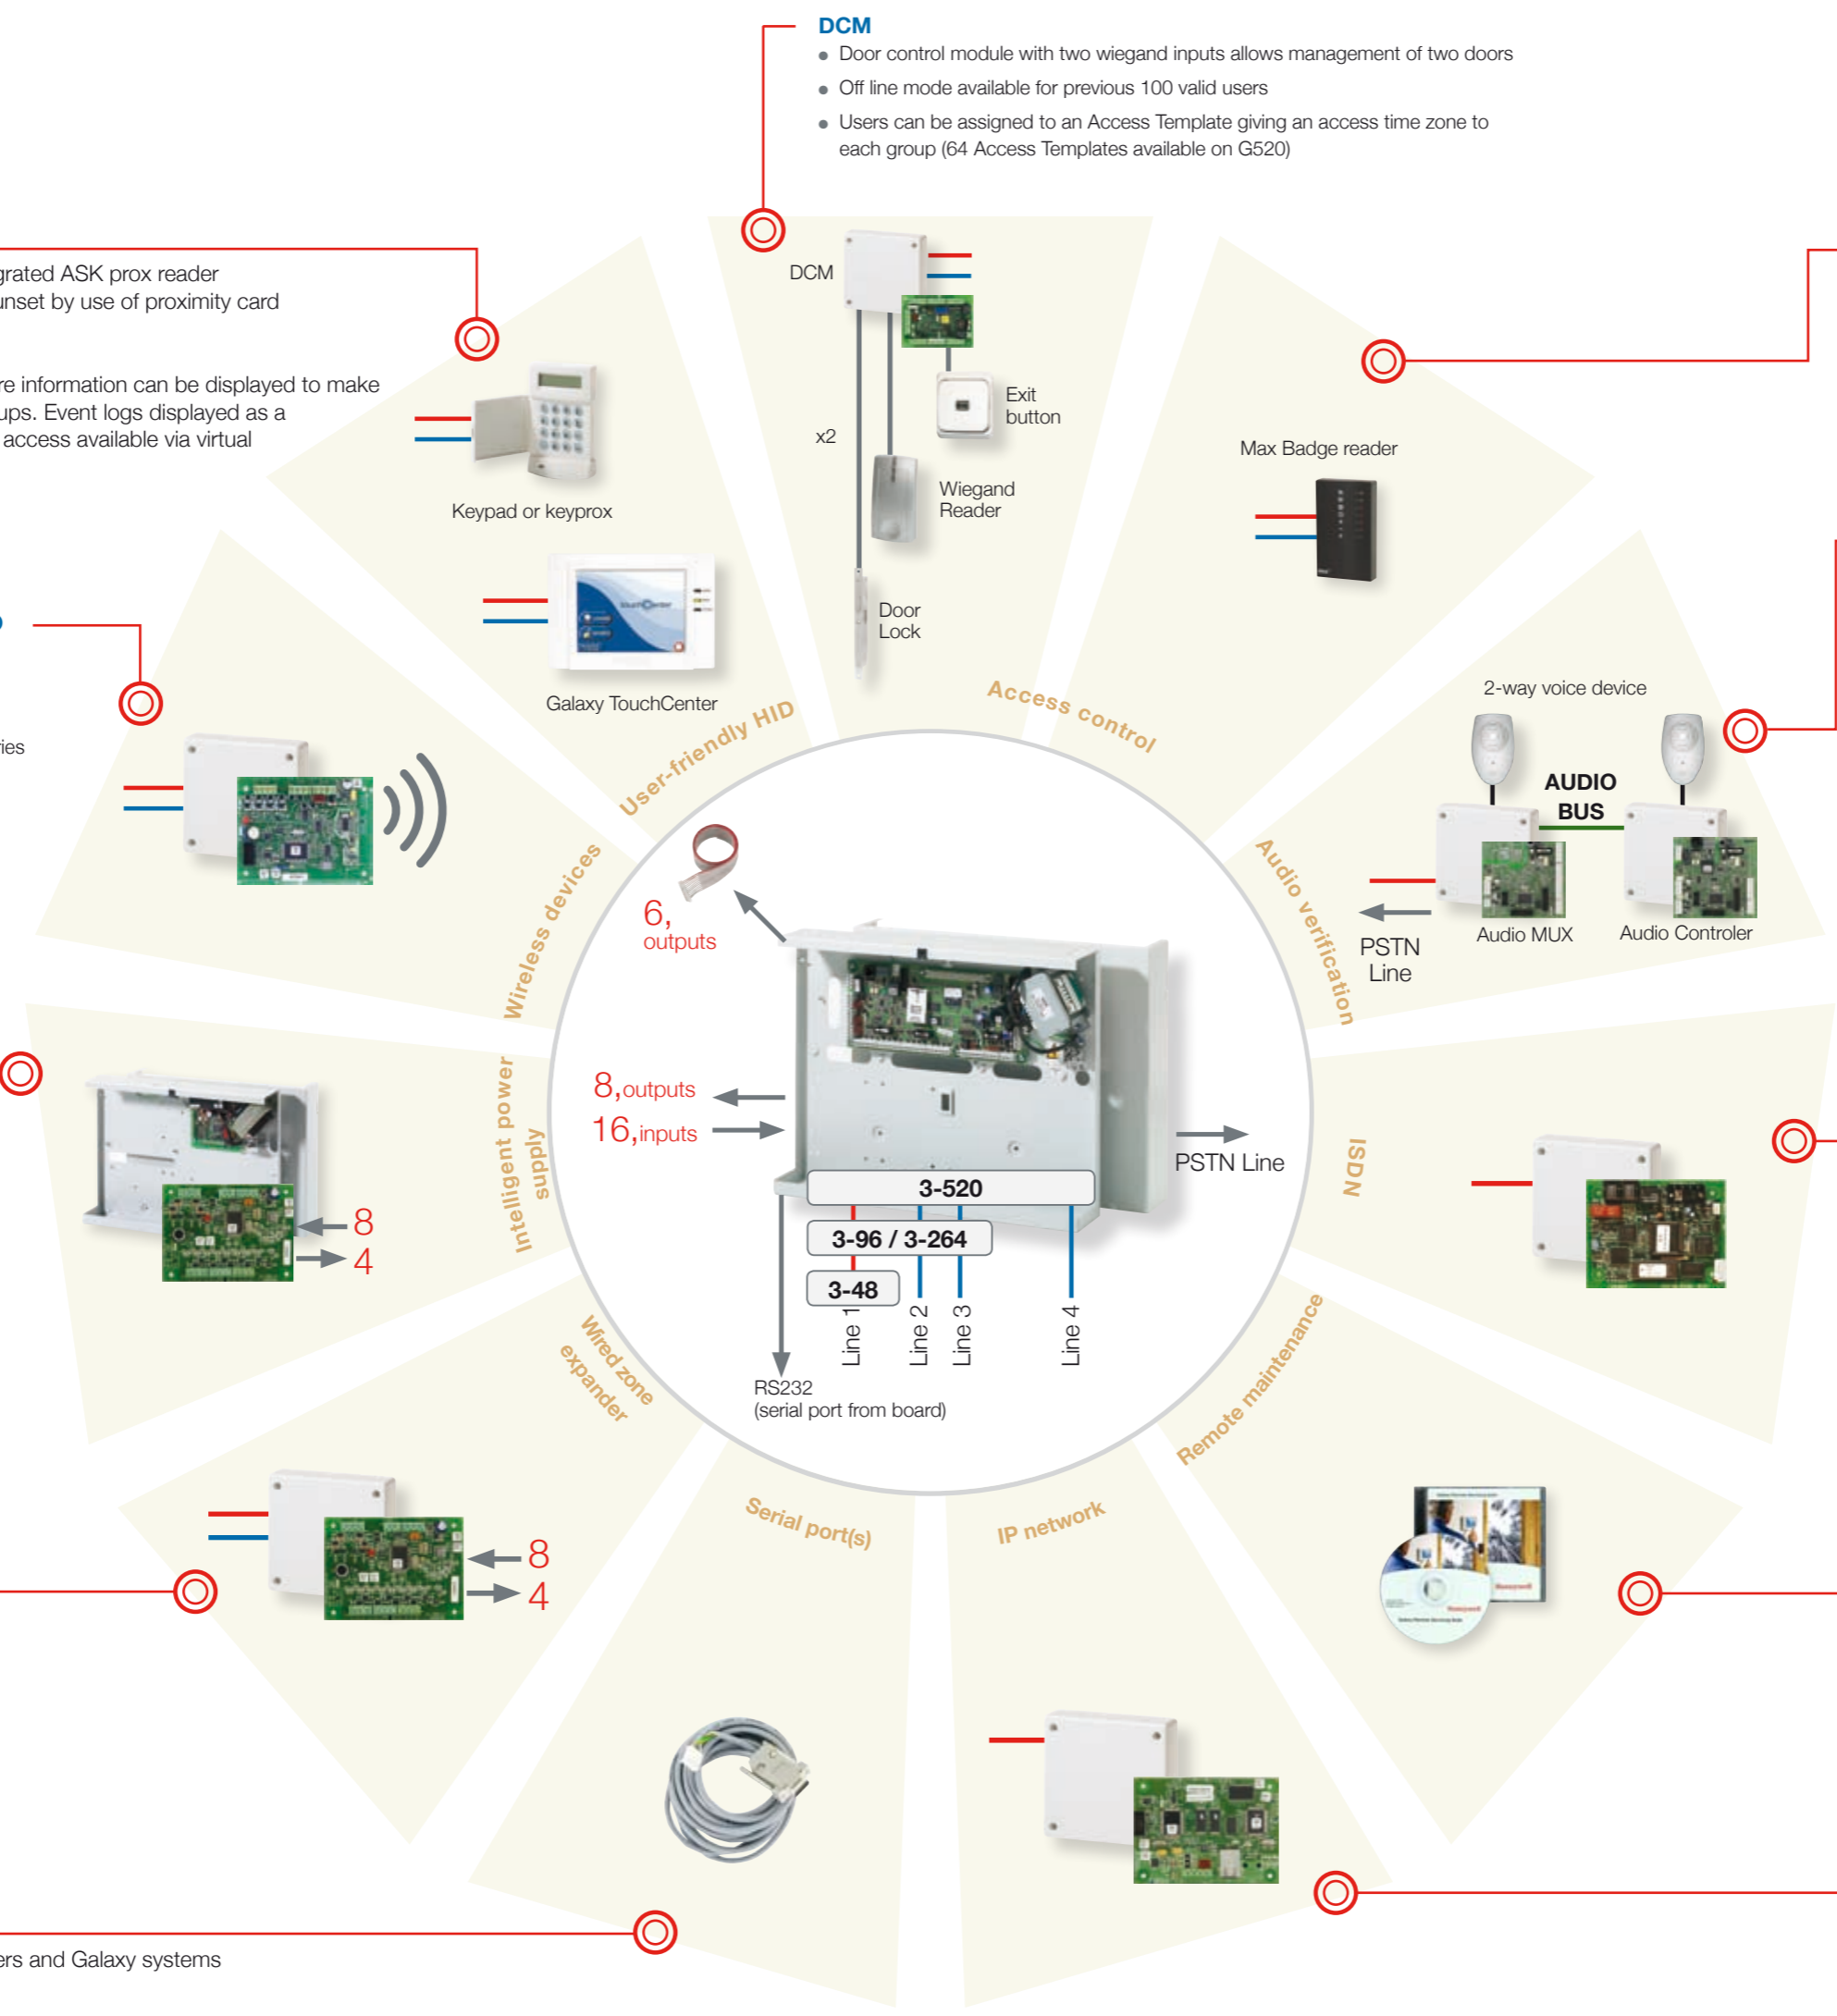 DCM
• Door control module with two wiegand inputs allows management of two doors
• Off line mode available for previous 100 valid users
• Users can be assigned to an Access Template giving an access time zone to
each group (64 Access Templates available on G520)
grated ASK prox reader
unset by use of proximity card
re information can be displayed to make
ups. Event logs displayed as a
access available via virtual
ries
DCM
Exit
button
x2
Wiegand
Reader
Door
Lock
Keypad or keyprox
TouchCenter
Galaxy TouchCenter
Max Badge reader
2-way voice device
AUDIO
BUS
PSTN
Line
Audio MUX
Audio Controler
User-friendly HID
Access control
Audio verification
Wireless devices
Intelligent power
supply
ISDN
Wired zone
expander
Remote maintenance
Serial port(s)
IP network
6,
outputs
8,outputs
16,inputs
PSTN Line
3-520
3-96 / 3-264
3-48
Line 1
Line 2
Line 3
Line 4
RS232
(serial port from board)
8
4
8
4
Honeywell
Honeywell
ers and Galaxy systems